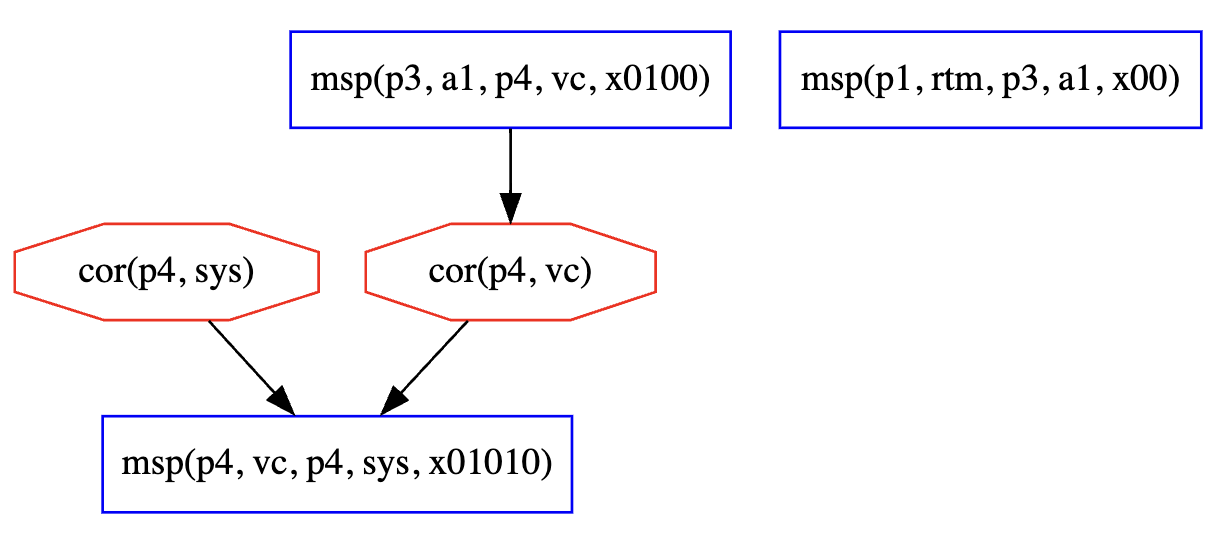 msp(p3, a1, p4, vc, x0100)
msp(p1, rtm, p3, a1, x00)
cor(p4, sys)
cor(p4, vc)
msp(p4, vc, p4, sys, x01010)